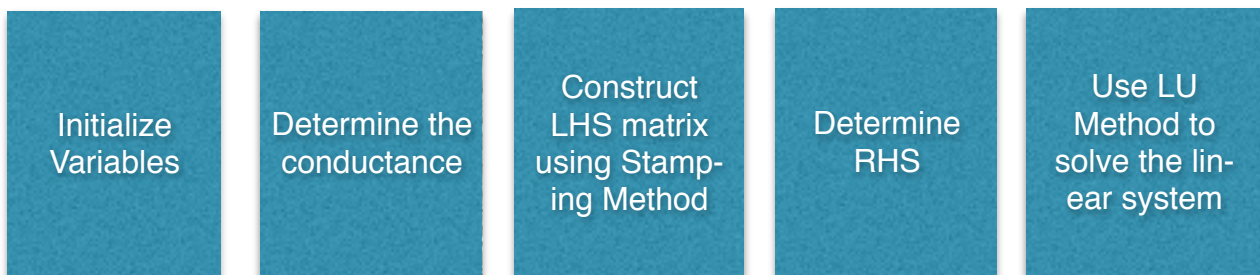 Initialize
Variables
Determine the
conductance
Construct
LHS matrix
using Stamp-
ing Method
Determine
RHS
Use LU
Method to
solve the lin-
ear system